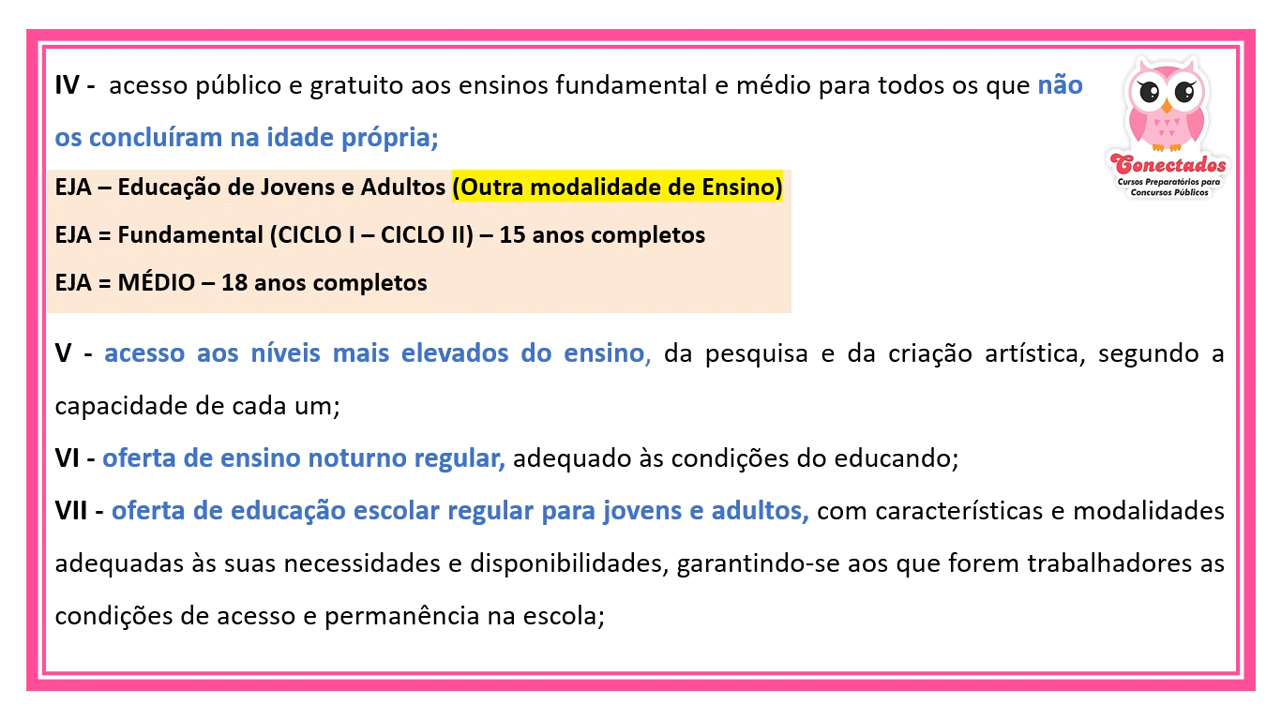 IV - acesso público e gratuito aos ensinos fundamental e médio para todos os que não
os concluíram na idade própria;
EJA – Educação de Jovens e Adultos (Outra modalidade de Ensino)
EJA = Fundamental (CICLO I – CICLO II) – 15 anos completos
EJA = MÉDIO – 18 anos completos
V - acesso aos níveis mais elevados do ensino, da pesquisa e da criação artística, segundo a
capacidade de cada um;
VI - oferta de ensino noturno regular, adequado às condições do educando;
VII - oferta de educação escolar regular para jovens e adultos, com características e modalidades
adequadas às suas necessidades e disponibilidades, garantindo-se aos que forem trabalhadores as
condições de acesso e permanência na escola;
Conectados
Cursos Preparatórios para
Concursos Públicos